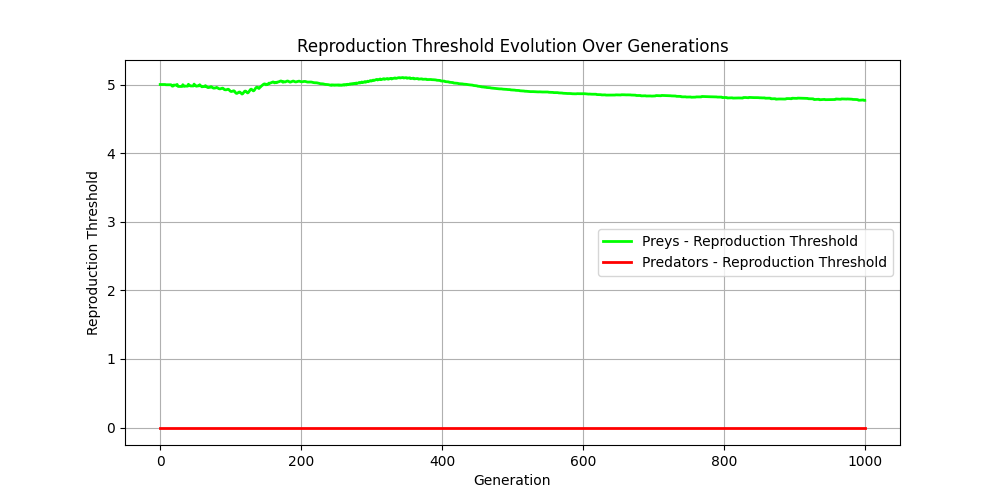 Reproduction Threshold Evolution Over Generations
5
4
3
2
1
0
Reproduction Threshold
Preys - Reproduction Threshold
Predators - Reproduction Threshold
0 200 400 600 800 1000
Generation